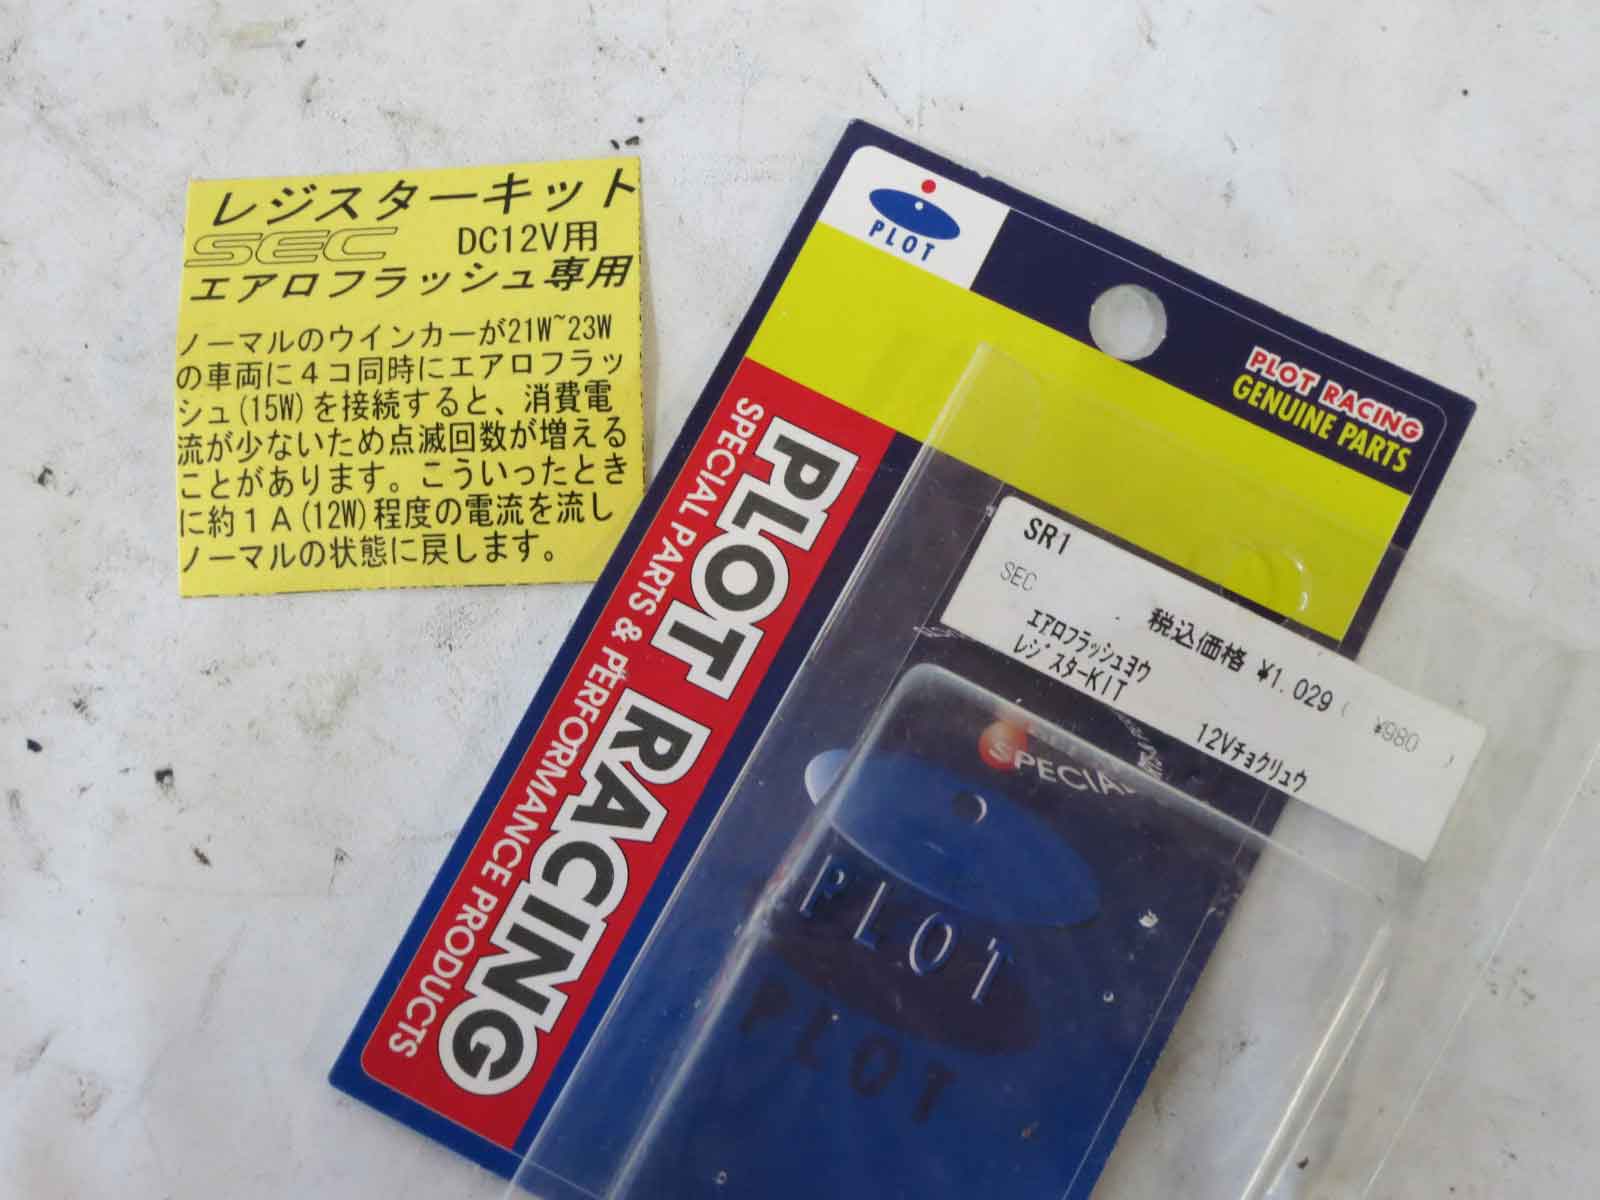 レジスターキット
SEC DC12V用
エアロフラッシュ専用
ノーマルのウインカーが21W~23W
の車両に4コ同時にエアロフラッ
シュ(15W)を接続すると、消費電
流が少ないため点滅回数が増える
ことがあります。こういったとき
に約1A(12W)程度の電流を流し
ノーマルの状態に戻します。
PLOT
PLOT RACING
GENUINE PARTS
PLOT RACING
SPECIAL PARTS & PERFORMANCE PRODUCTS
SR1
SEC
税込価格 ¥1.029 ( ¥980 )
エアロフラッシュヨウ
レジスターKIT
12Vチョクリュウ
SPECIAL
PLOT
PLOT